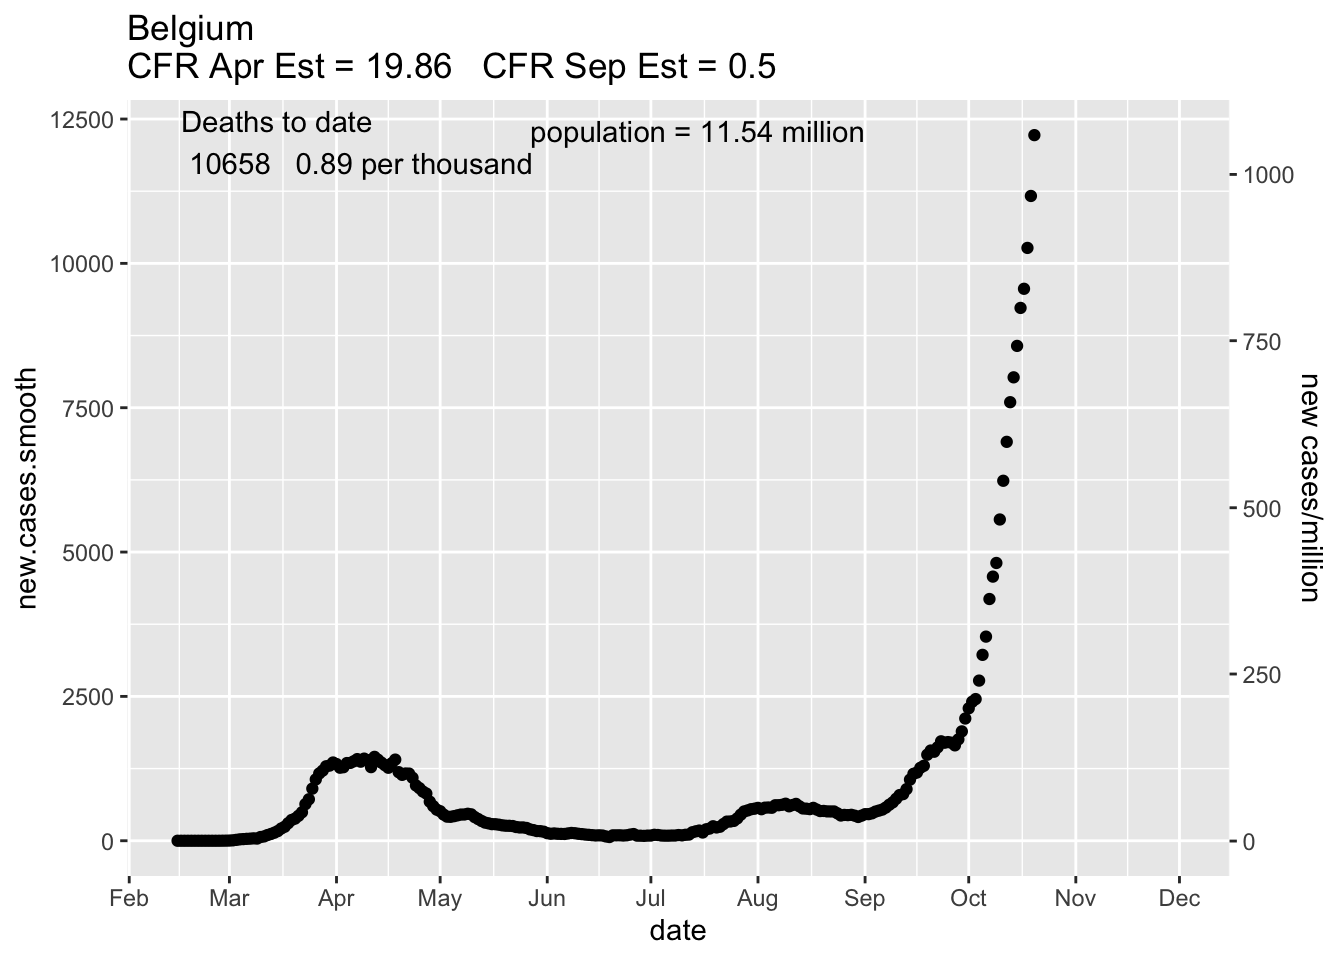 Belgium
CFR Apr Est = 19.86 CFR Sep Est = 0.5
Deaths to date
population = 11.54 million
10658 0.89 per thousand
12500
10000
7500
5000
2500
0
new.cases.smooth
1000
750
500
250
0
new cases/million
Feb Mar Apr May Jun Jul Aug Sep Oct Nov Dec
date